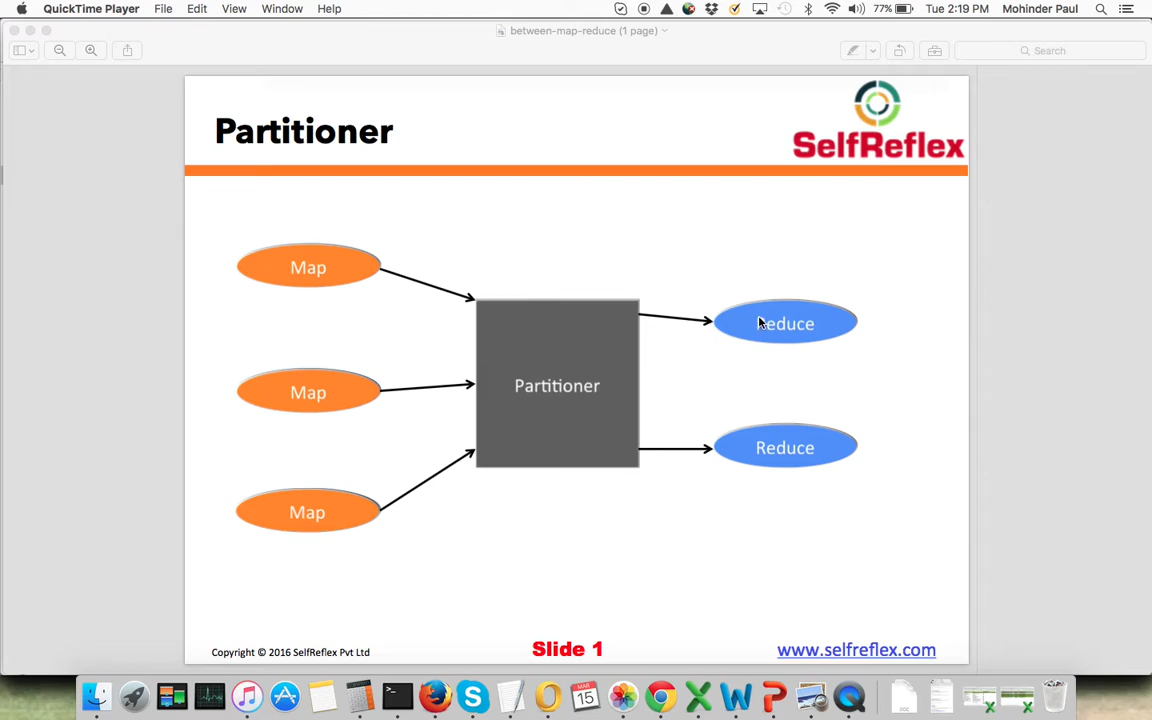 QuickTime Player File Edit View Window Help 77% Tue 2:19 PM Mohinder Paul
between-map-reduce (1 page)
Search
Partitioner
SelfReflex
Map
Map
Map
Partitioner
Reduce
Reduce
Copyright © 2016 SelfReflex Pvt Ltd
Slide 1
www.selfreflex.com
MAR
15